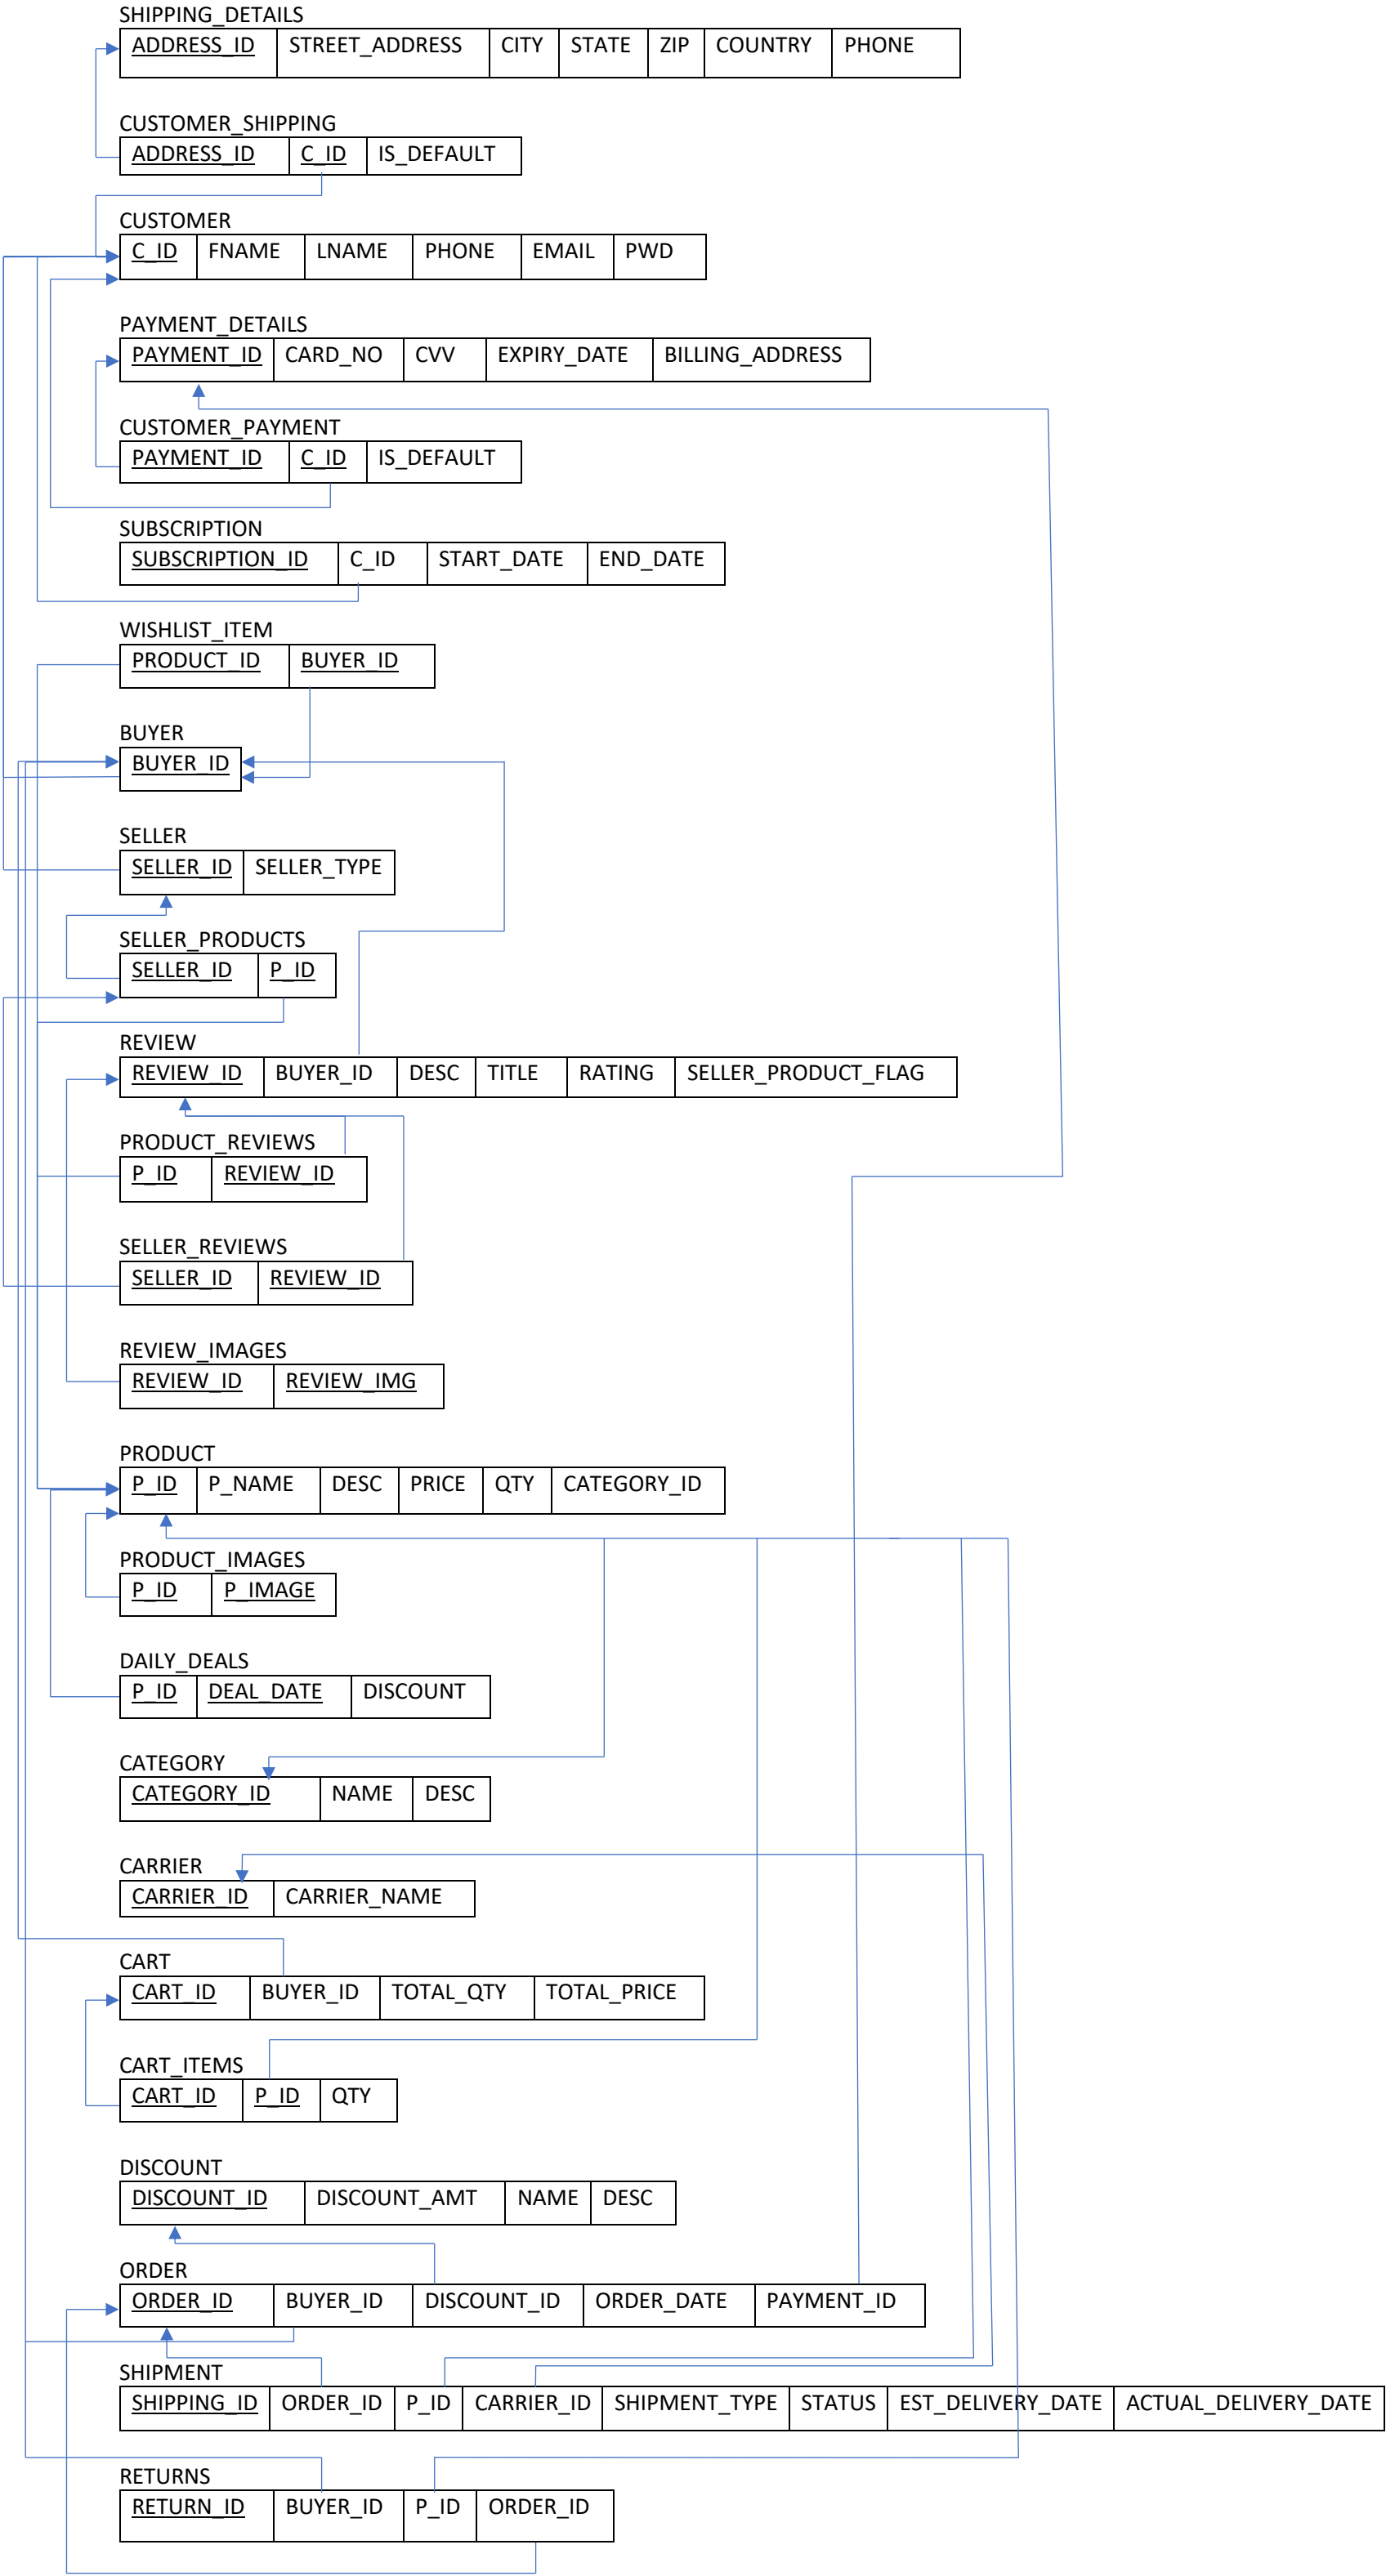 SHIPPING_DETAILS
ADDRESS_ID STREET_ADDRESS CITY STATE ZIP COUNTRY PHONE
CUSTOMER_SHIPPING
ADDRESS_ID C_ID IS_DEFAULT
CUSTOMER
C_ID FNAME LNAME PHONE EMAIL PWD
PAYMENT_DETAILS
PAYMENT_ID CARD_NO CVV EXPIRY_DATE BILLING_ADDRESS
CUSTOMER_PAYMENT
PAYMENT_ID C_ID IS_DEFAULT
SUBSCRIPTION
SUBSCRIPTION_ID C_ID START_DATE END_DATE
WISHLIST_ITEM
PRODUCT_ID BUYER_ID
BUYER
BUYER_ID
SELLER
SELLER_ID SELLER_TYPE
SELLER_PRODUCTS
SELLER_ID P_ID
REVIEW
REVIEW_ID BUYER_ID DESC TITLE RATING SELLER_PRODUCT_FLAG
PRODUCT_REVIEWS
P_ID REVIEW_ID
SELLER_REVIEWS
SELLER_ID REVIEW_ID
REVIEW_IMAGES
REVIEW_ID REVIEW_IMG
PRODUCT
P_ID P_NAME DESC PRICE QTY CATEGORY_ID
PRODUCT_IMAGES
P_ID P_IMAGE
DAILY_DEALS
P_ID DEAL_DATE DISCOUNT
CATEGORY
CATEGORY_ID NAME DESC
CARRIER
CARRIER_ID CARRIER_NAME
CART
CART_ID BUYER_ID TOTAL_QTY TOTAL_PRICE
CART_ITEMS
CART_ID P_ID QTY
DISCOUNT
DISCOUNT_ID DISCOUNT_AMT NAME DESC
ORDER
ORDER_ID BUYER_ID DISCOUNT_ID ORDER_DATE PAYMENT_ID
SHIPMENT
SHIPPING_ID ORDER_ID P_ID CARRIER_ID SHIPMENT_TYPE STATUS EST_DELIVERY_DATE ACTUAL_DELIVERY_DATE
RETURNS
RETURN_ID BUYER_ID P_ID ORDER_ID